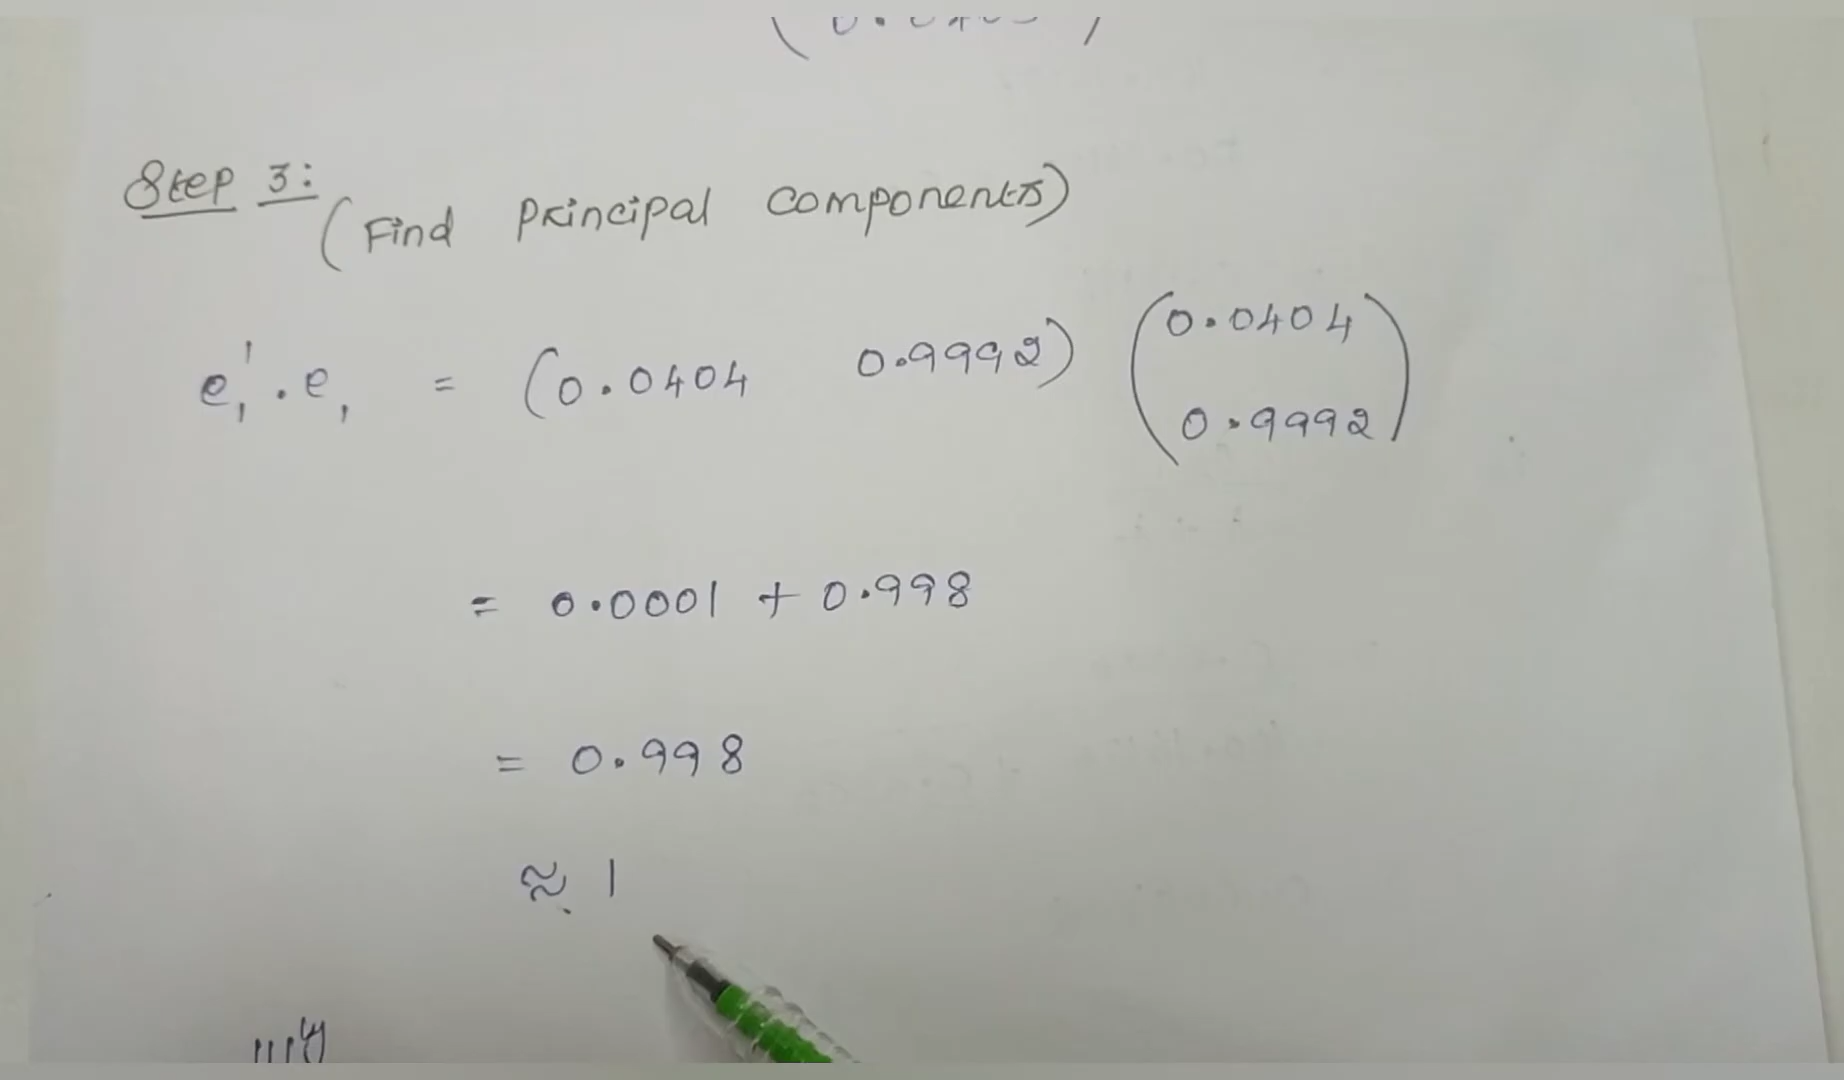 Step 3:
(Find principal components)
e₁' . e₁ = (0.0404 0.9992) (0.0404
0.9992)
= 0.0001 + 0.998
= 0.998
≈ 1
|||ly